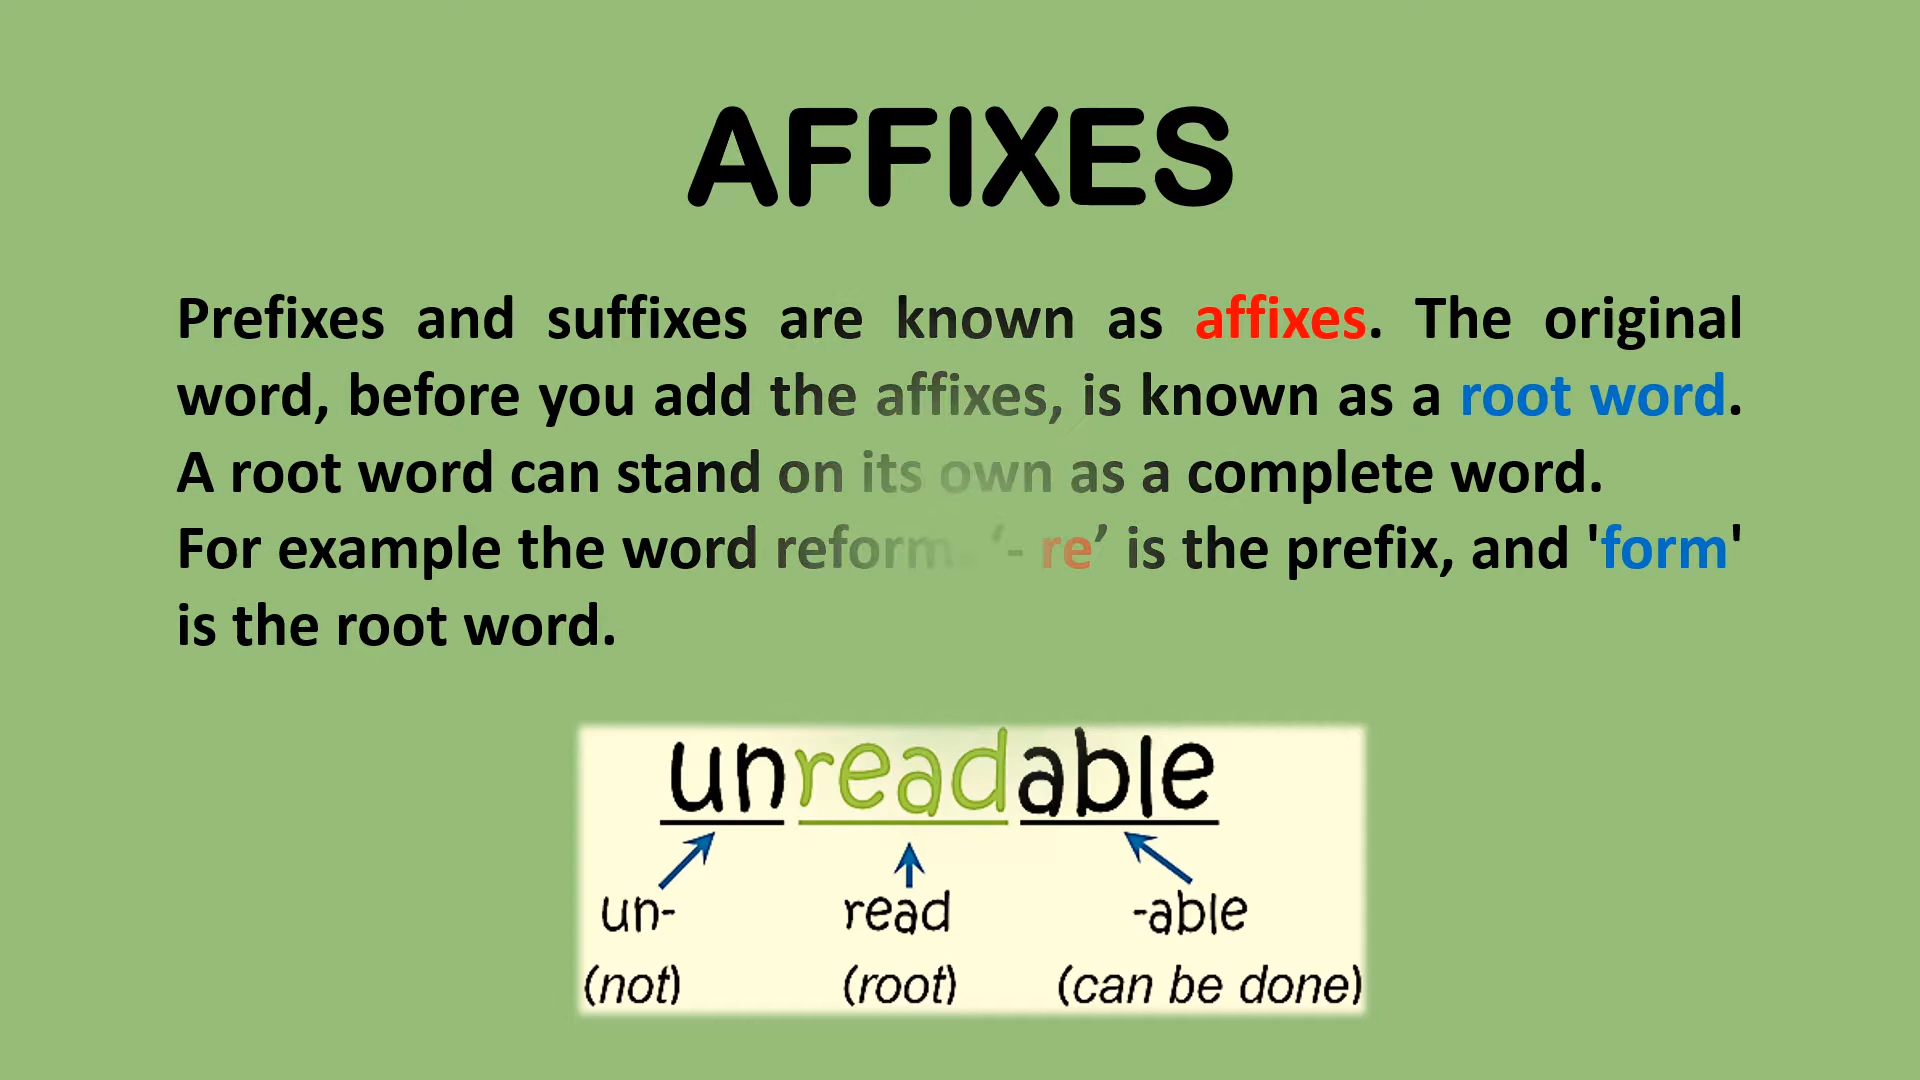 AFFIXES
Prefixes and suffixes are known as affixes. The original
word, before you add the affixes, is known as a root word.
A root word can stand on its own as a complete word.
For example the word reform, ‘- re’ is the prefix, and 'form'
is the root word.
unreadable
un- read -able
(not) (root) (can be done)